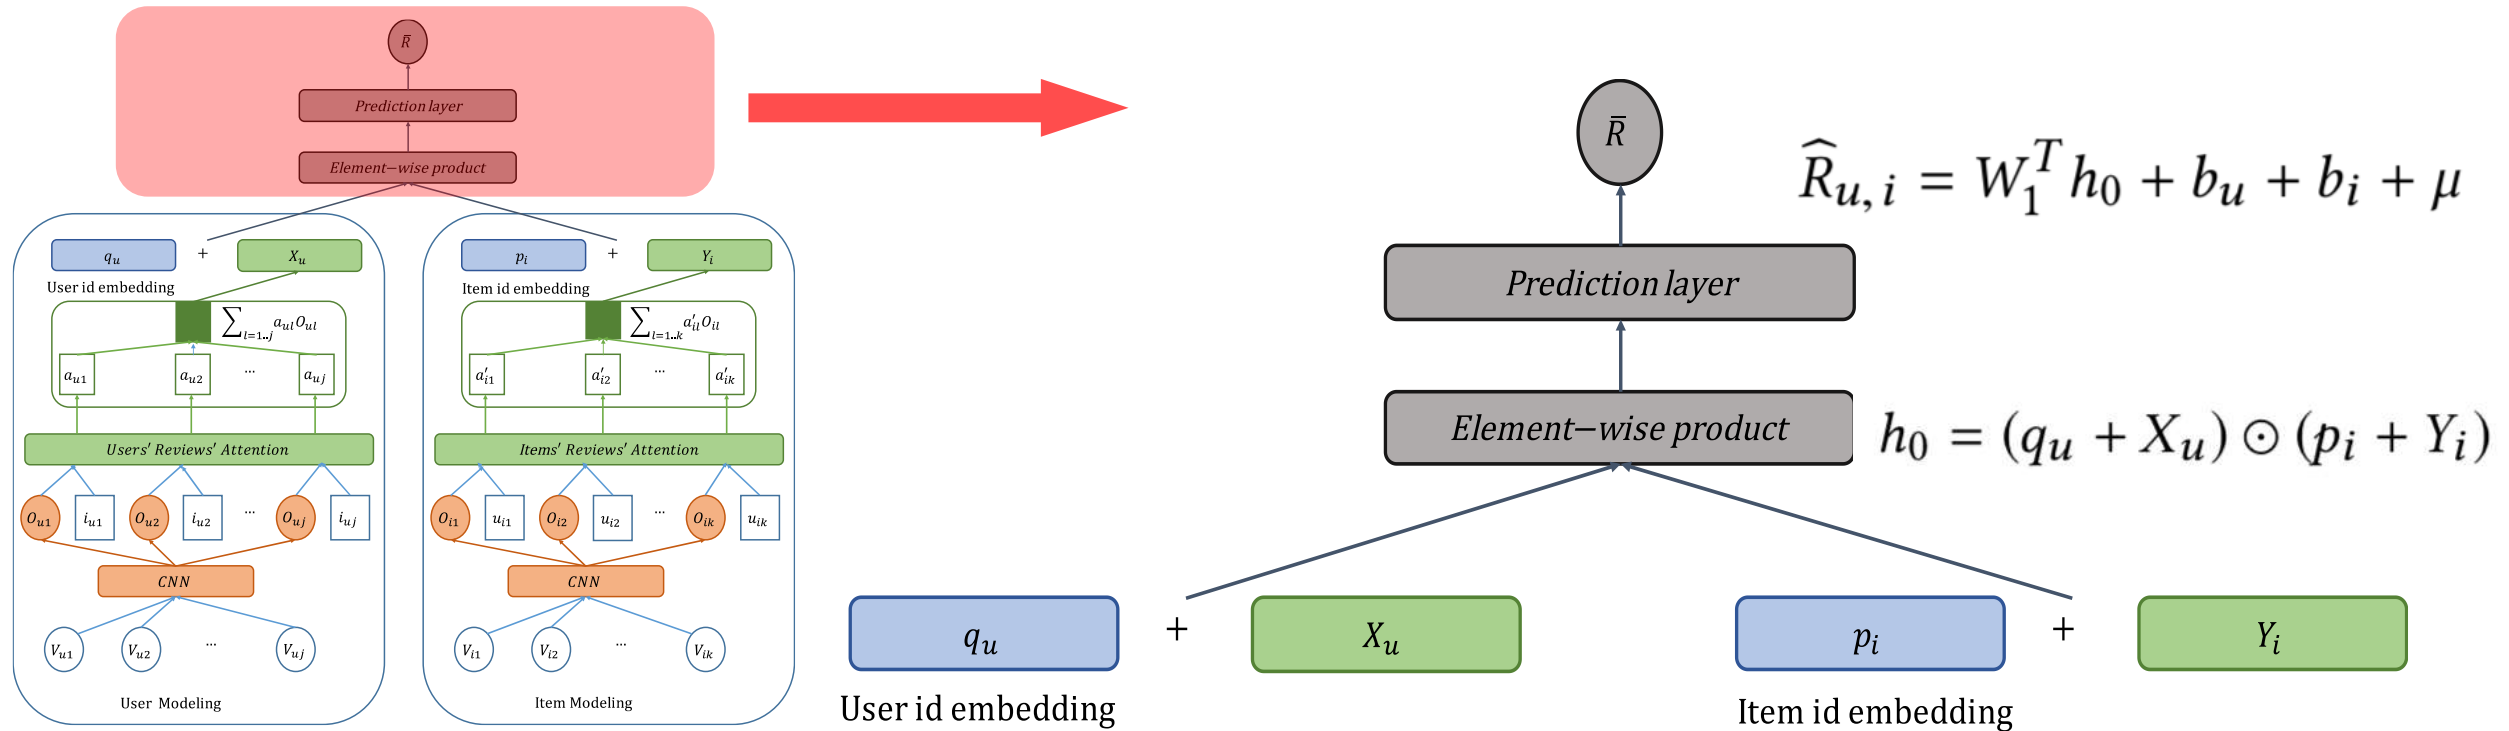 R̅
Prediction layer
Element−wise product
q_u + X_u
User id embedding
∑_{l=1..j} a_{ul}O_{ul}
a_{u1} a_{u2} ... a_{uj}
Users′ Reviews′ Attention
O_{u1} i_{u1} O_{u2} i_{u2} ... O_{uj} i_{uj}
CNN
V_{u1} V_{u2} ... V_{uj}
User Modeling
p_i + Y_i
Item id embedding
∑_{l=1..k} a′_{il}O_{il}
a′_{i1} a′_{i2} ... a′_{ik}
Items′ Reviews′ Attention
O_{i1} u_{i1} O_{i2} u_{i2} ... O_{ik} u_{ik}
CNN
V_{i1} V_{i2} ... V_{ik}
Item Modeling
R̅
R̂_{u,i} = W_1^T h_0 + b_u + b_i + μ
Prediction layer
Element−wise product
h_0 = (q_u + X_u) ⊙ (p_i + Y_i)
q_u + X_u
User id embedding
p_i + Y_i
Item id embedding